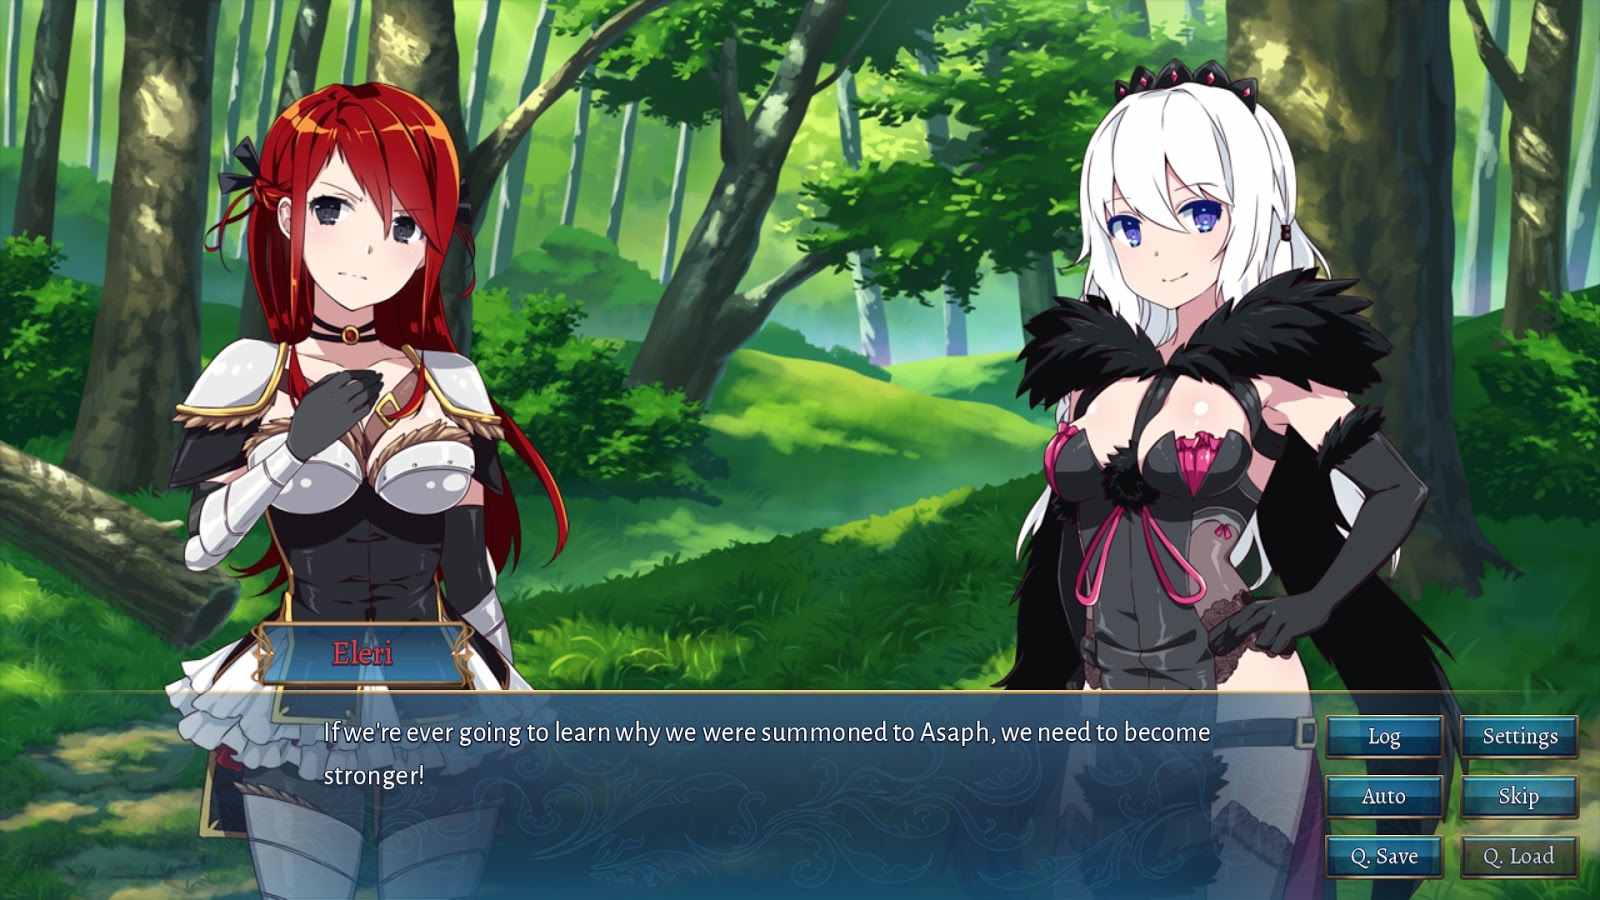 Eleri
If we're ever going to learn why we were summoned to Asaph, we need to become
stronger!
Log
Settings
Auto
Skip
Q. Save
Q. Load